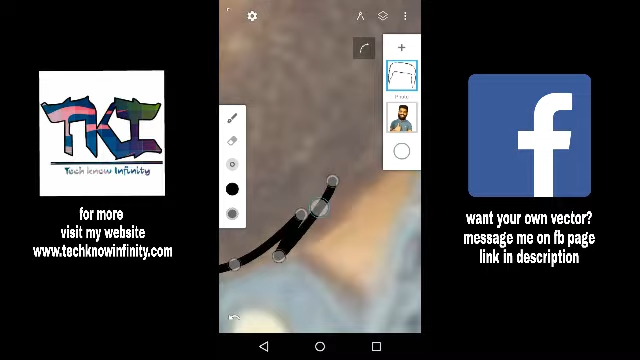 TKI
Tech know Infinity
for more
visit my website
www.techknowinfinity.com
Photo
f
want your own vector?
message me on fb page
link in description